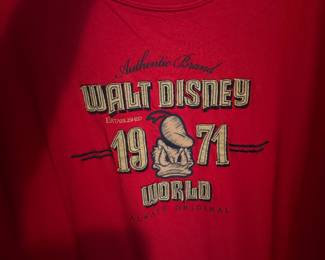 Authentic Brand
WALT DISNEY
ESTABLISHED
19 71
WORLD
ALWAYS ORIGINAL